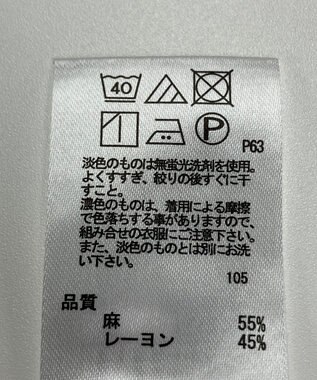 40
P
P63
淡色のものは無蛍光洗剤を使用。
よくすすぎ、絞りの後すぐに干
すこと。
濃色のものは、着用による摩擦
で色落ちする事がありますので、
組み合せの衣服にご注意下さい。
また、淡色のものとは別にお洗
い下さい。
105
品質
麻 55%
レーヨン 45%